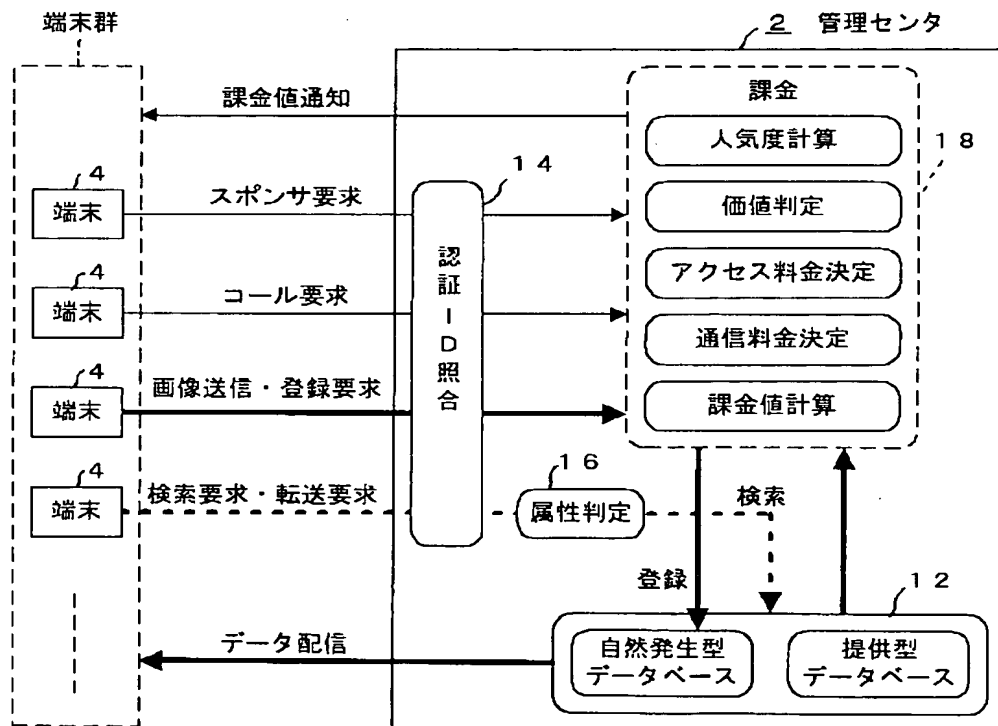 端末群
2 管理センタ
課金値通知
課金
人気度計算
18
価値判定
アクセス料金決定
通信料金決定
課金値計算
14
認証ID照合
4
端末
スポンサ要求
4
端末
コール要求
4
端末
画像送信・登録要求
4
端末
検索要求・転送要求
16
属性判定
検索
登録
12
データ配信
自然発生型
データベース
提供型
データベース